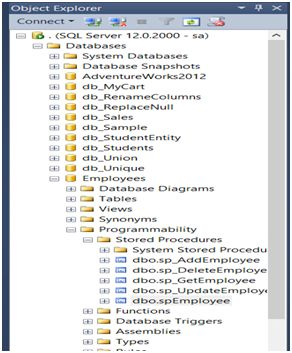 Object Explorer
Connect
. (SQL Server 12.0.2000 - sa)
Databases
System Databases
Database Snapshots
AdventureWorks2012
db_MyCart
db_RenameColumns
db_ReplaceNull
db_Sales
db_Sample
db_StudentEntity
db_Students
db_Union
db_Unique
Employees
Database Diagrams
Tables
Views
Synonyms
Programmability
Stored Procedures
System Stored Procedu
dbo.sp_AddEmployee
dbo.sp_DeleteEmploye
dbo.sp_GetEmployee
dbo.sp_UpdateEmploye
dbo.spEmployee
Functions
Database Triggers
Assemblies
Types